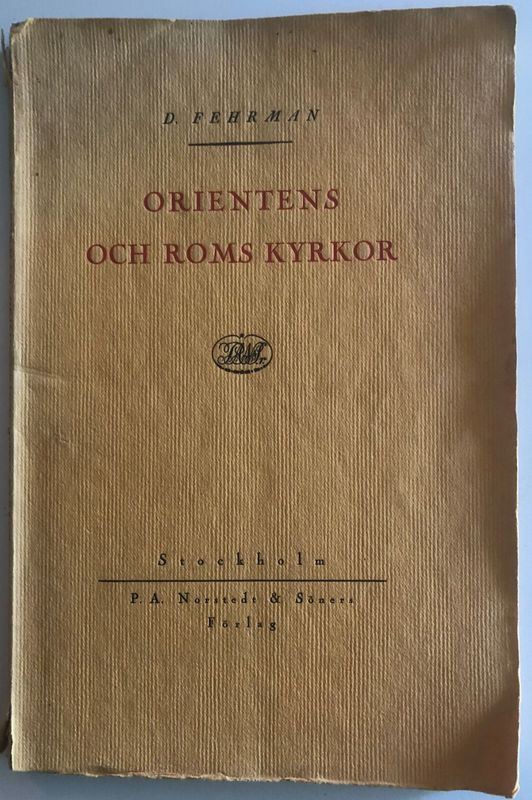 D. FEHRMAN
ORIENTENS
OCH ROMS KYRKOR
Stockholm
P. A. Norstedt & Söners
Förlag